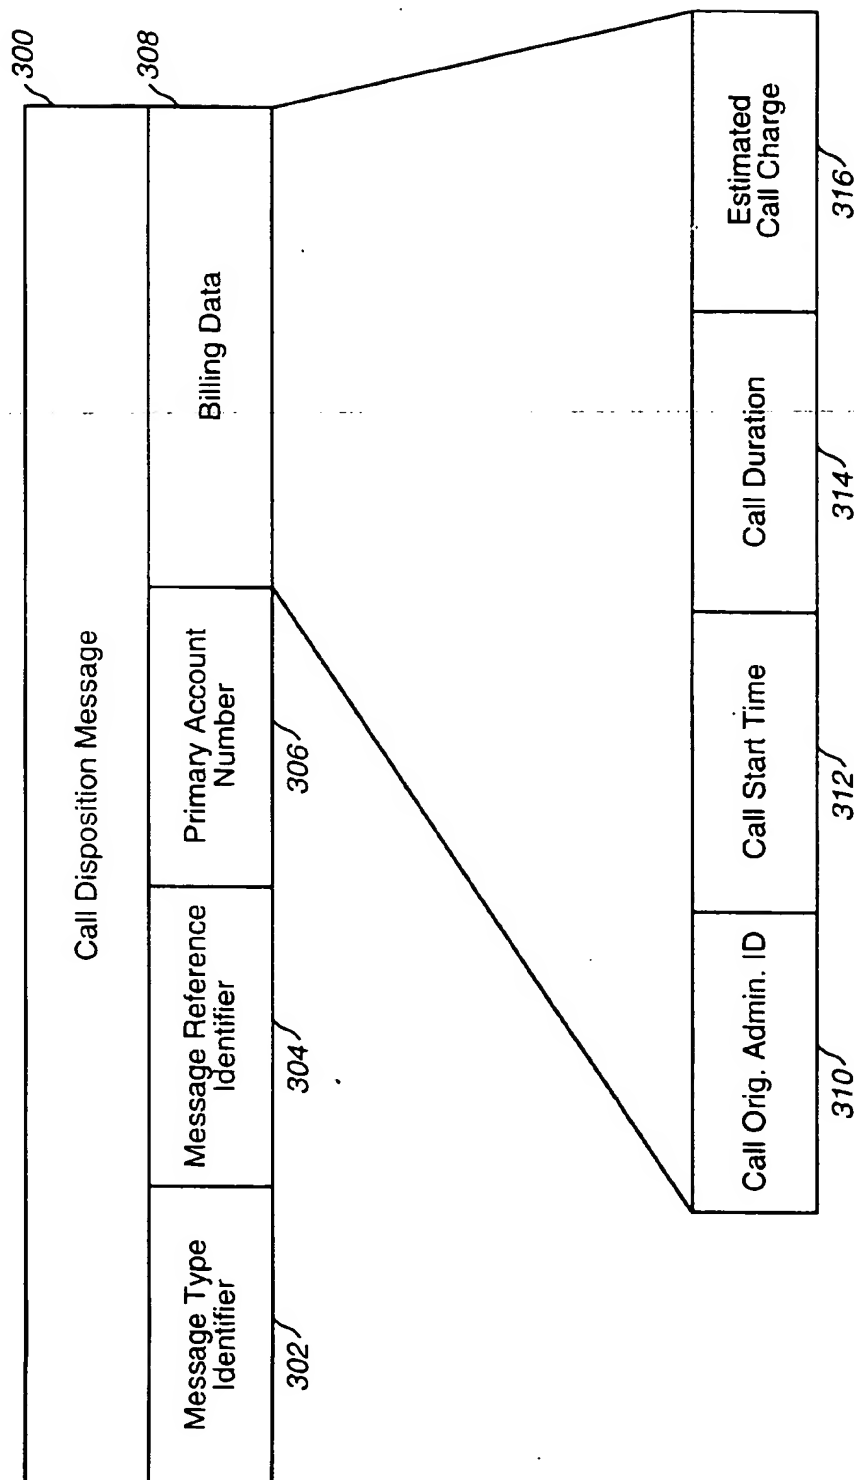 300
Call Disposition Message
308
Message Type
Identifier
Message Reference
Identifier
Primary Account
Number
Billing Data
302
304
306
Call Orig. Admin. ID
Call Start Time
Call Duration
Estimated
Call Charge
310
312
314
316